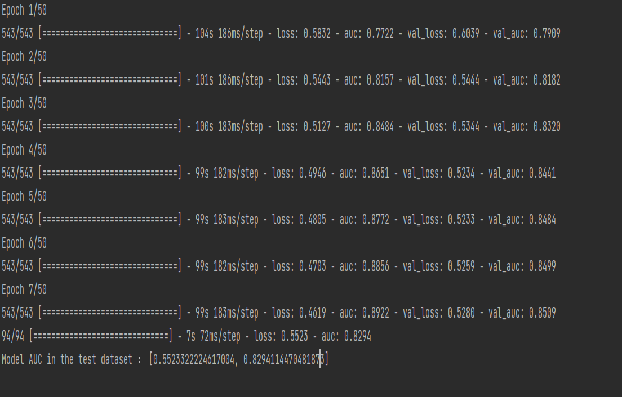 Epoch 1/50
543/543 [==============================] - 104s 186ms/step - loss: 0.5832 - auc: 0.7722 - val_loss: 0.6039 - val_auc: 0.7909
Epoch 2/50
543/543 [==============================] - 101s 186ms/step - loss: 0.5443 - auc: 0.8157 - val_loss: 0.5444 - val_auc: 0.8182
Epoch 3/50
543/543 [==============================] - 100s 183ms/step - loss: 0.5127 - auc: 0.8484 - val_loss: 0.5344 - val_auc: 0.8320
Epoch 4/50
543/543 [==============================] - 99s 182ms/step - loss: 0.4946 - auc: 0.8651 - val_loss: 0.5234 - val_auc: 0.8441
Epoch 5/50
543/543 [==============================] - 99s 183ms/step - loss: 0.4805 - auc: 0.8772 - val_loss: 0.5233 - val_auc: 0.8484
Epoch 6/50
543/543 [==============================] - 99s 182ms/step - loss: 0.4703 - auc: 0.8856 - val_loss: 0.5259 - val_auc: 0.8499
Epoch 7/50
543/543 [==============================] - 99s 183ms/step - loss: 0.4619 - auc: 0.8922 - val_loss: 0.5280 - val_auc: 0.8509
94/94 [==============================] - 7s 72ms/step - loss: 0.5523 - auc: 0.8294
Model AUC in the test dataset : [0.5523322224617004, 0.8294114470481873]